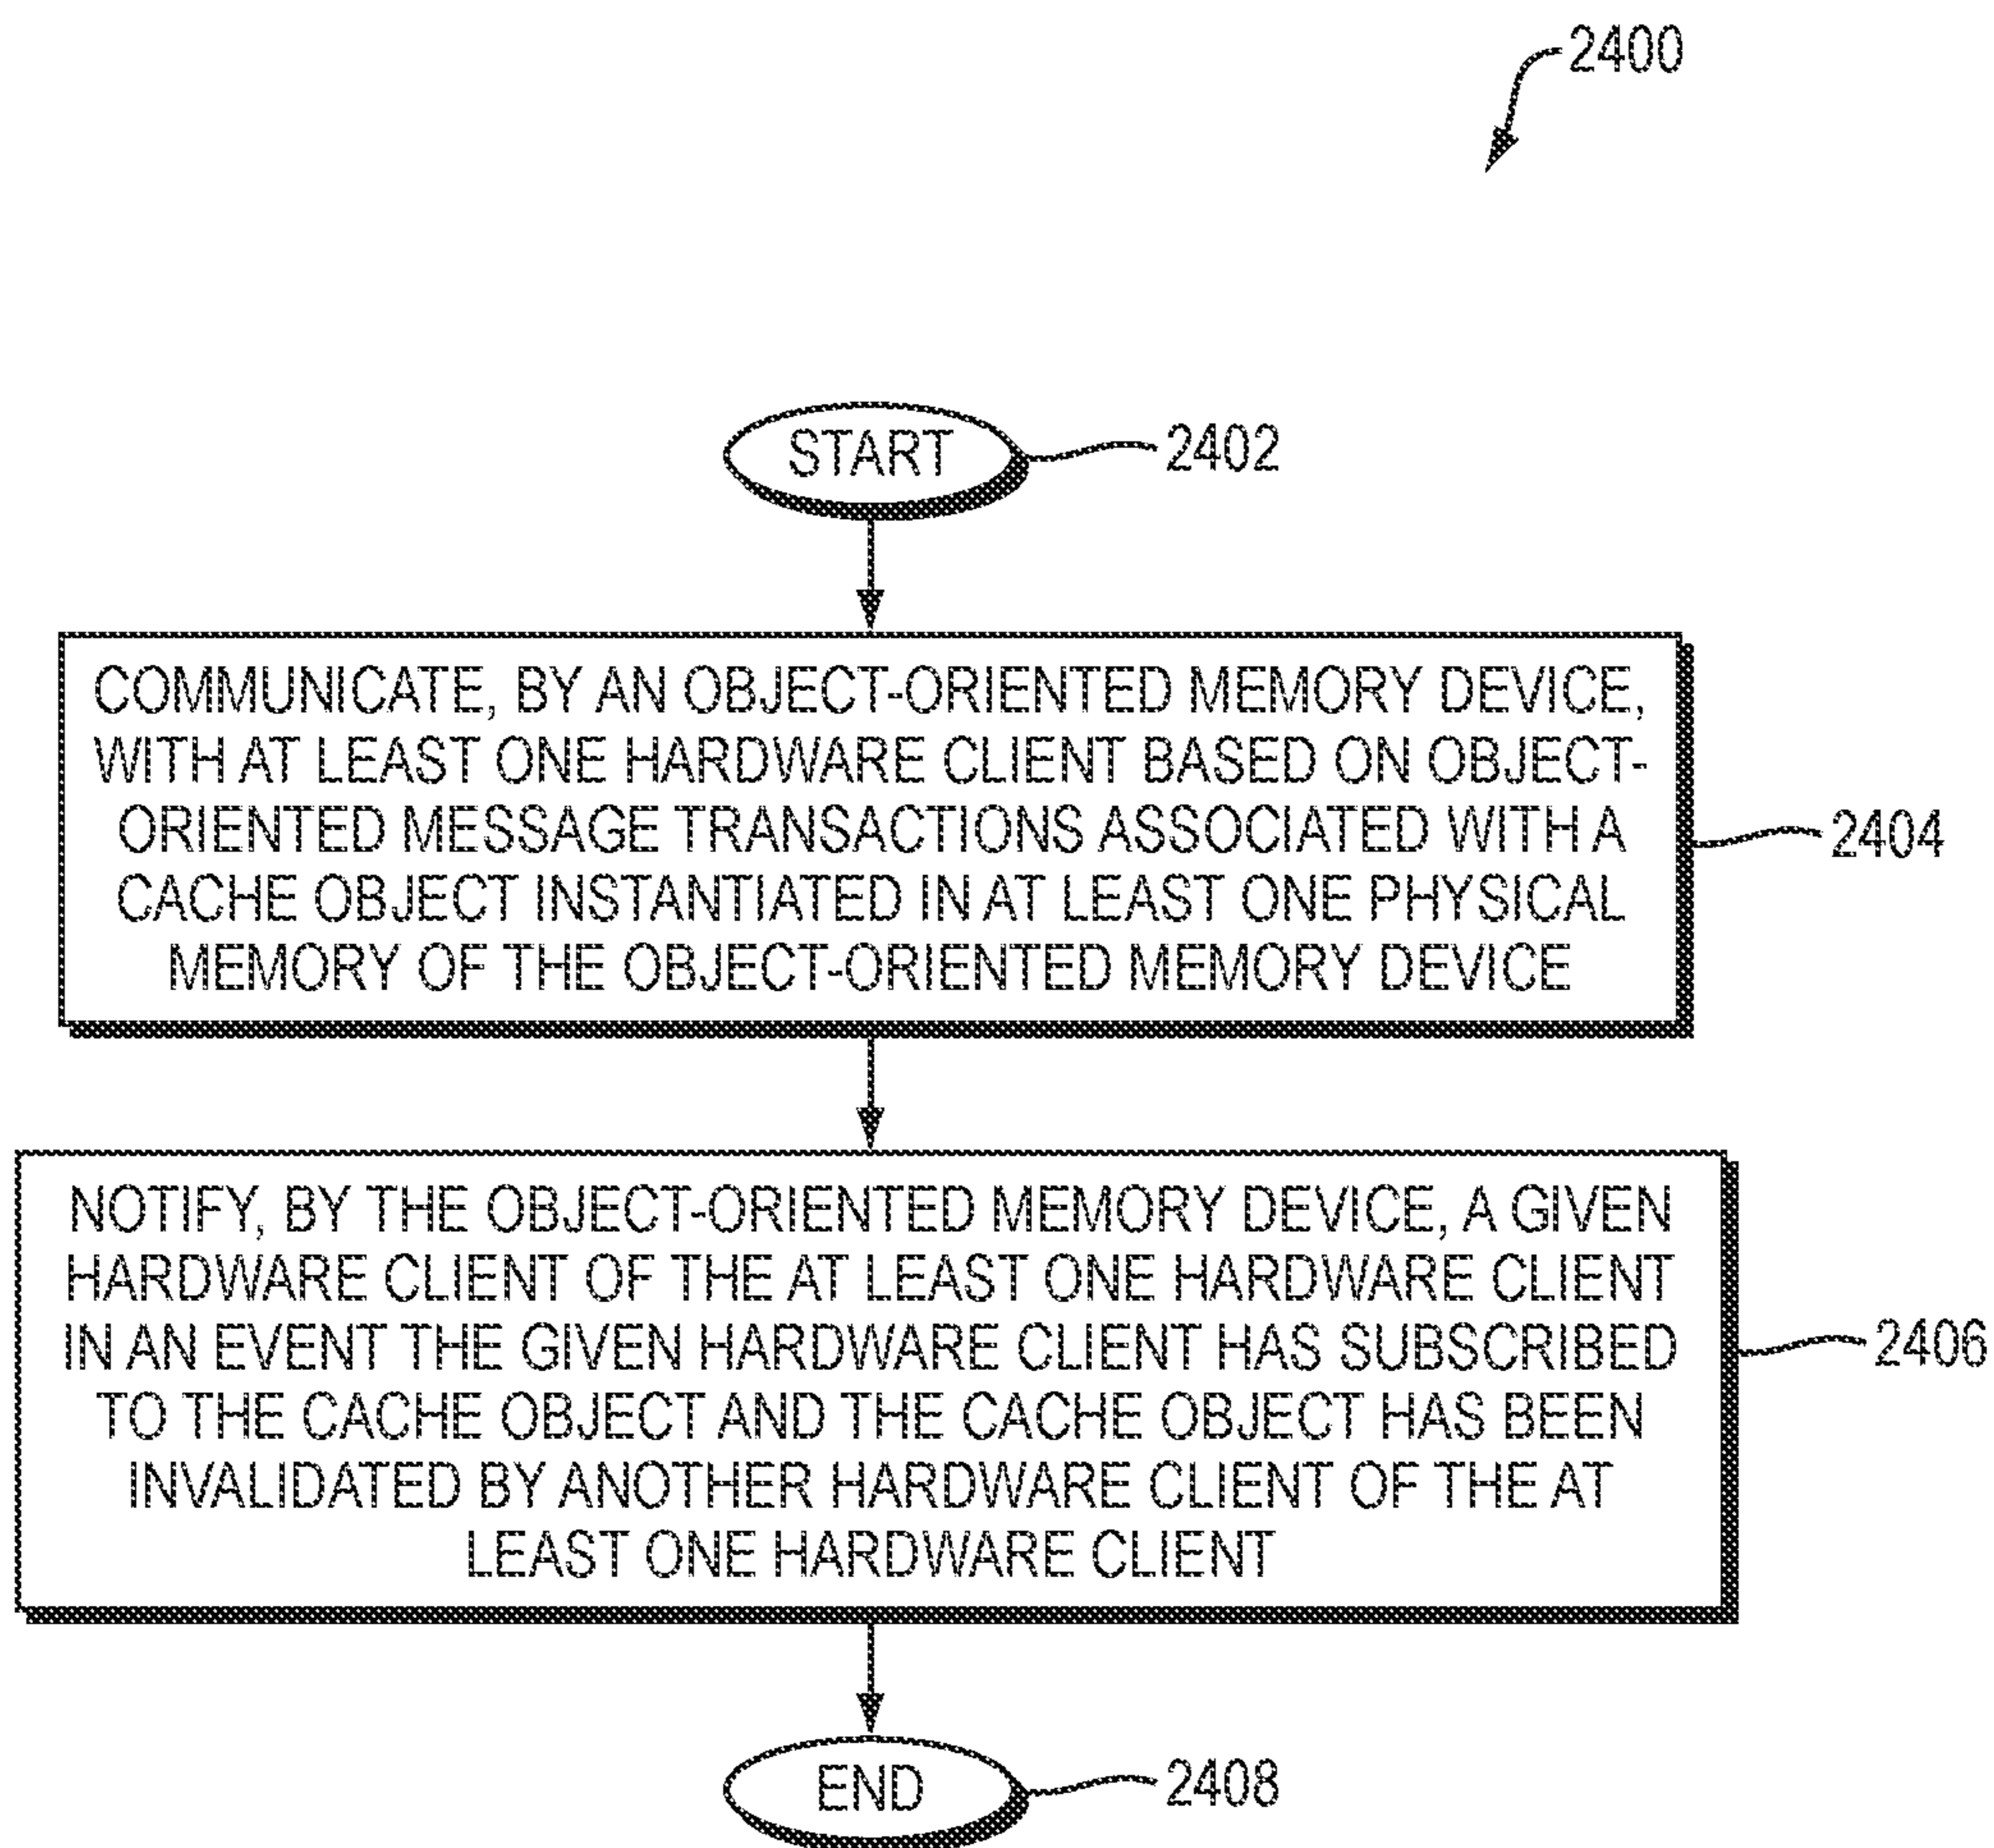 2400
START
2402
COMMUNICATE, BY AN OBJECT-ORIENTED MEMORY DEVICE,
WITH AT LEAST ONE HARDWARE CLIENT BASED ON OBJECT-
ORIENTED MESSAGE TRANSACTIONS ASSOCIATED WITH A
CACHE OBJECT INSTANTIATED IN AT LEAST ONE PHYSICAL
MEMORY OF THE OBJECT-ORIENTED MEMORY DEVICE
2404
NOTIFY, BY THE OBJECT-ORIENTED MEMORY DEVICE, A GIVEN
HARDWARE CLIENT OF THE AT LEAST ONE HARDWARE CLIENT
IN AN EVENT THE GIVEN HARDWARE CLIENT HAS SUBSCRIBED
TO THE CACHE OBJECT AND THE CACHE OBJECT HAS BEEN
INVALIDATED BY ANOTHER HARDWARE CLIENT OF THE AT
LEAST ONE HARDWARE CLIENT
2406
END
2408